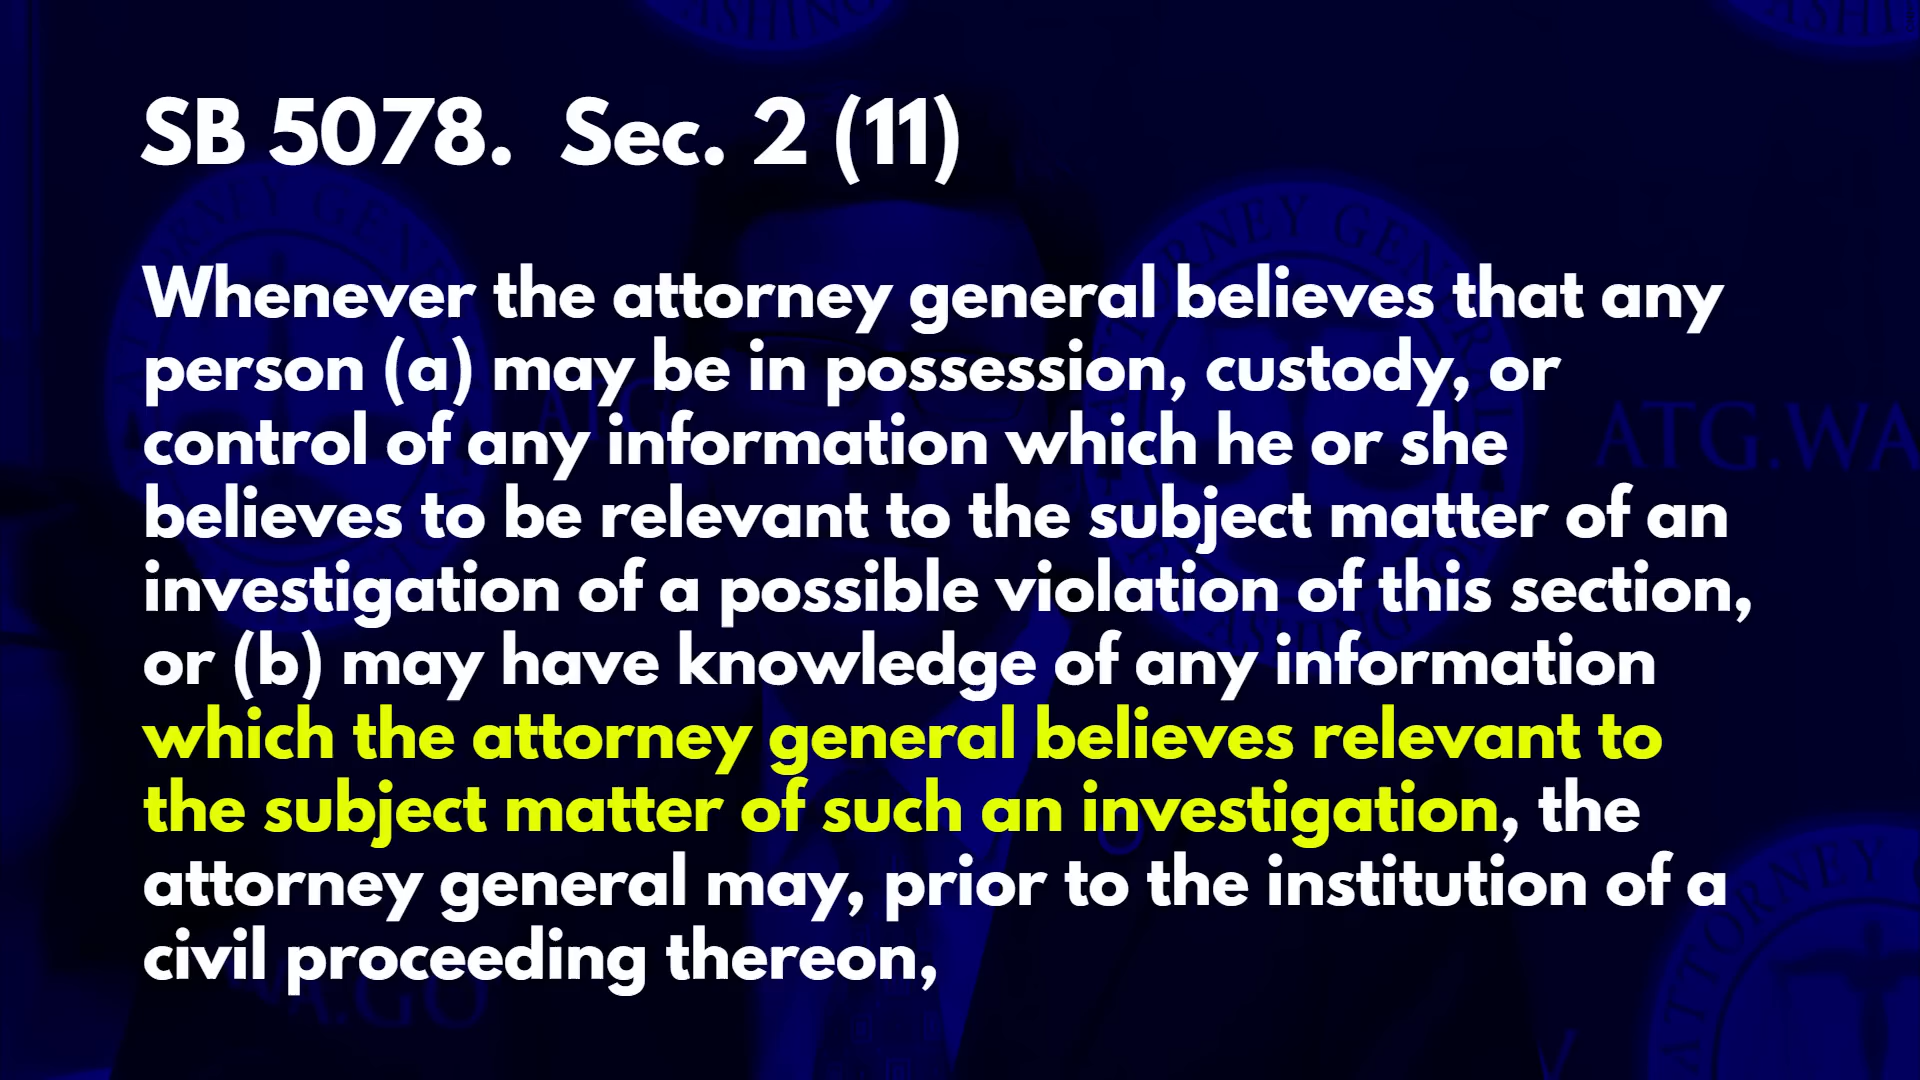 SB 5078. Sec. 2 (11)
Whenever the attorney general believes that any
person (a) may be in possession, custody, or
control of any information which he or she
believes to be relevant to the subject matter of an
investigation of a possible violation of this section,
or (b) may have knowledge of any information
which the attorney general believes relevant to
the subject matter of such an investigation, the
attorney general may, prior to the institution of a
civil proceeding thereon,
ATTORNEY GENERAL
ATG.WA